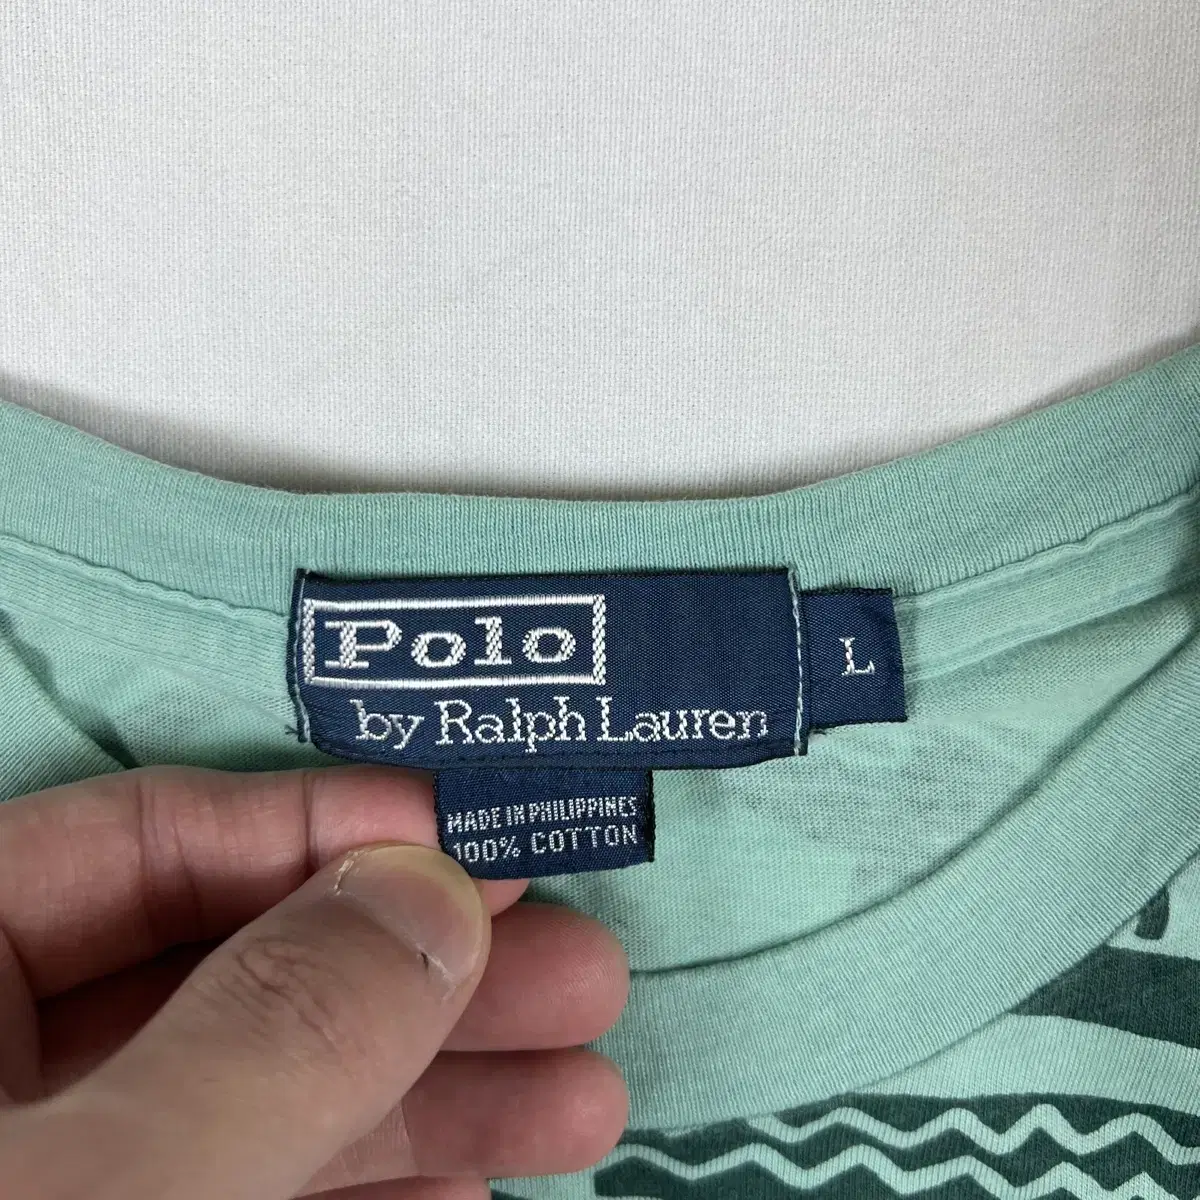 Polo
by Ralph Lauren
L
MADE IN PHILIPPINES
100% COTTON